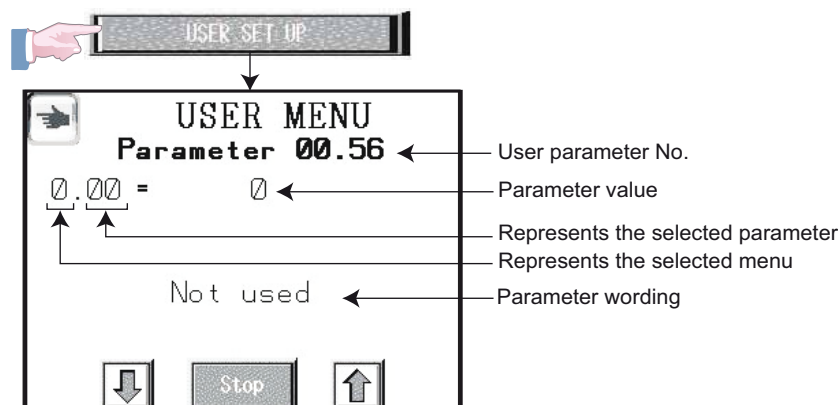 USER SET UP
USER MENU
Parameter 00.56
User parameter No.
0.00 = 0
Parameter value
Represents the selected parameter
Represents the selected menu
Not used
Parameter wording
Stop